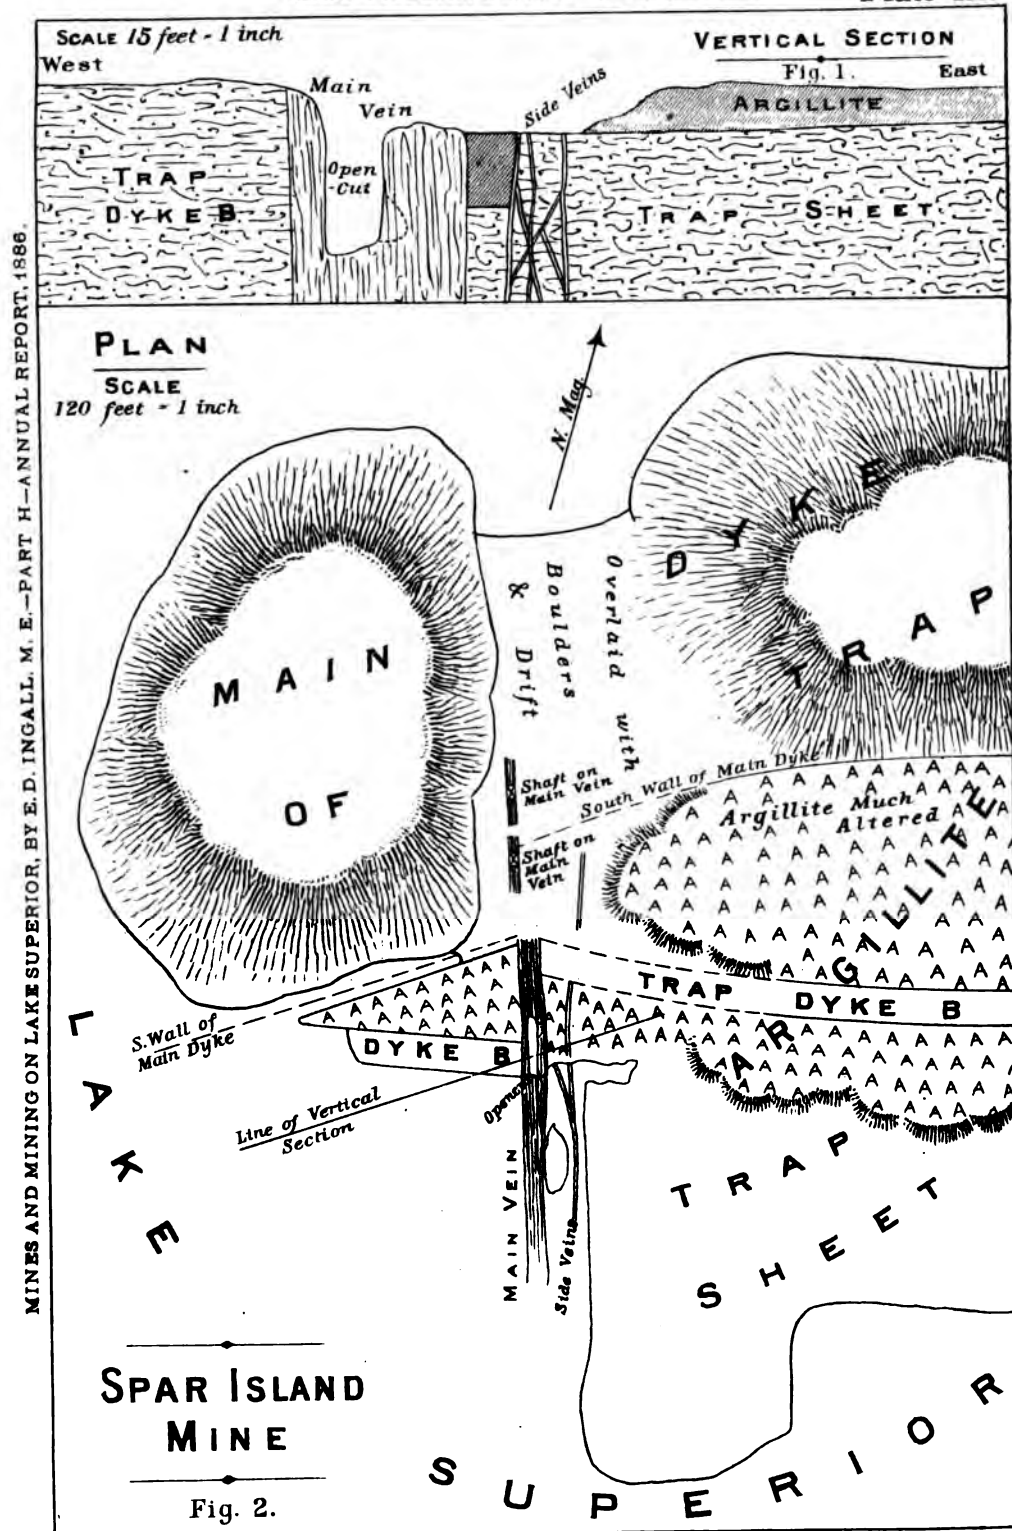 MINES AND MINING ON LAKE SUPERIOR, BY E. D. INGALL. M. E.—PART H—ANNUAL REPORT. 1886.
SCALE 15 feet - 1 inch
West
VERTICAL SECTION
Fig. 1.
East
Main
Vein
Side Veins
ARGILLITE
Open
-Cut
TRAP
DYKE B
TRAP SHEET
PLAN
SCALE
120 feet - 1 inch
N. Mag.
MAIN
OF
DYKE
TRAP
Overlaid with
Boulders
& Drift
Shaft on
Main Vein
South Wall of Main Dyke
Shaft on
Main
Vein
Argillite Much
Altered
ARGILLITE
TRAP DYKE B
S. Wall of
Main Dyke
DYKE B
Line of Vertical
Section
MAIN VEIN
Side Veins
TRAP
SHEET
LAKE
SUPERIOR
SPAR ISLAND
MINE
Fig. 2.